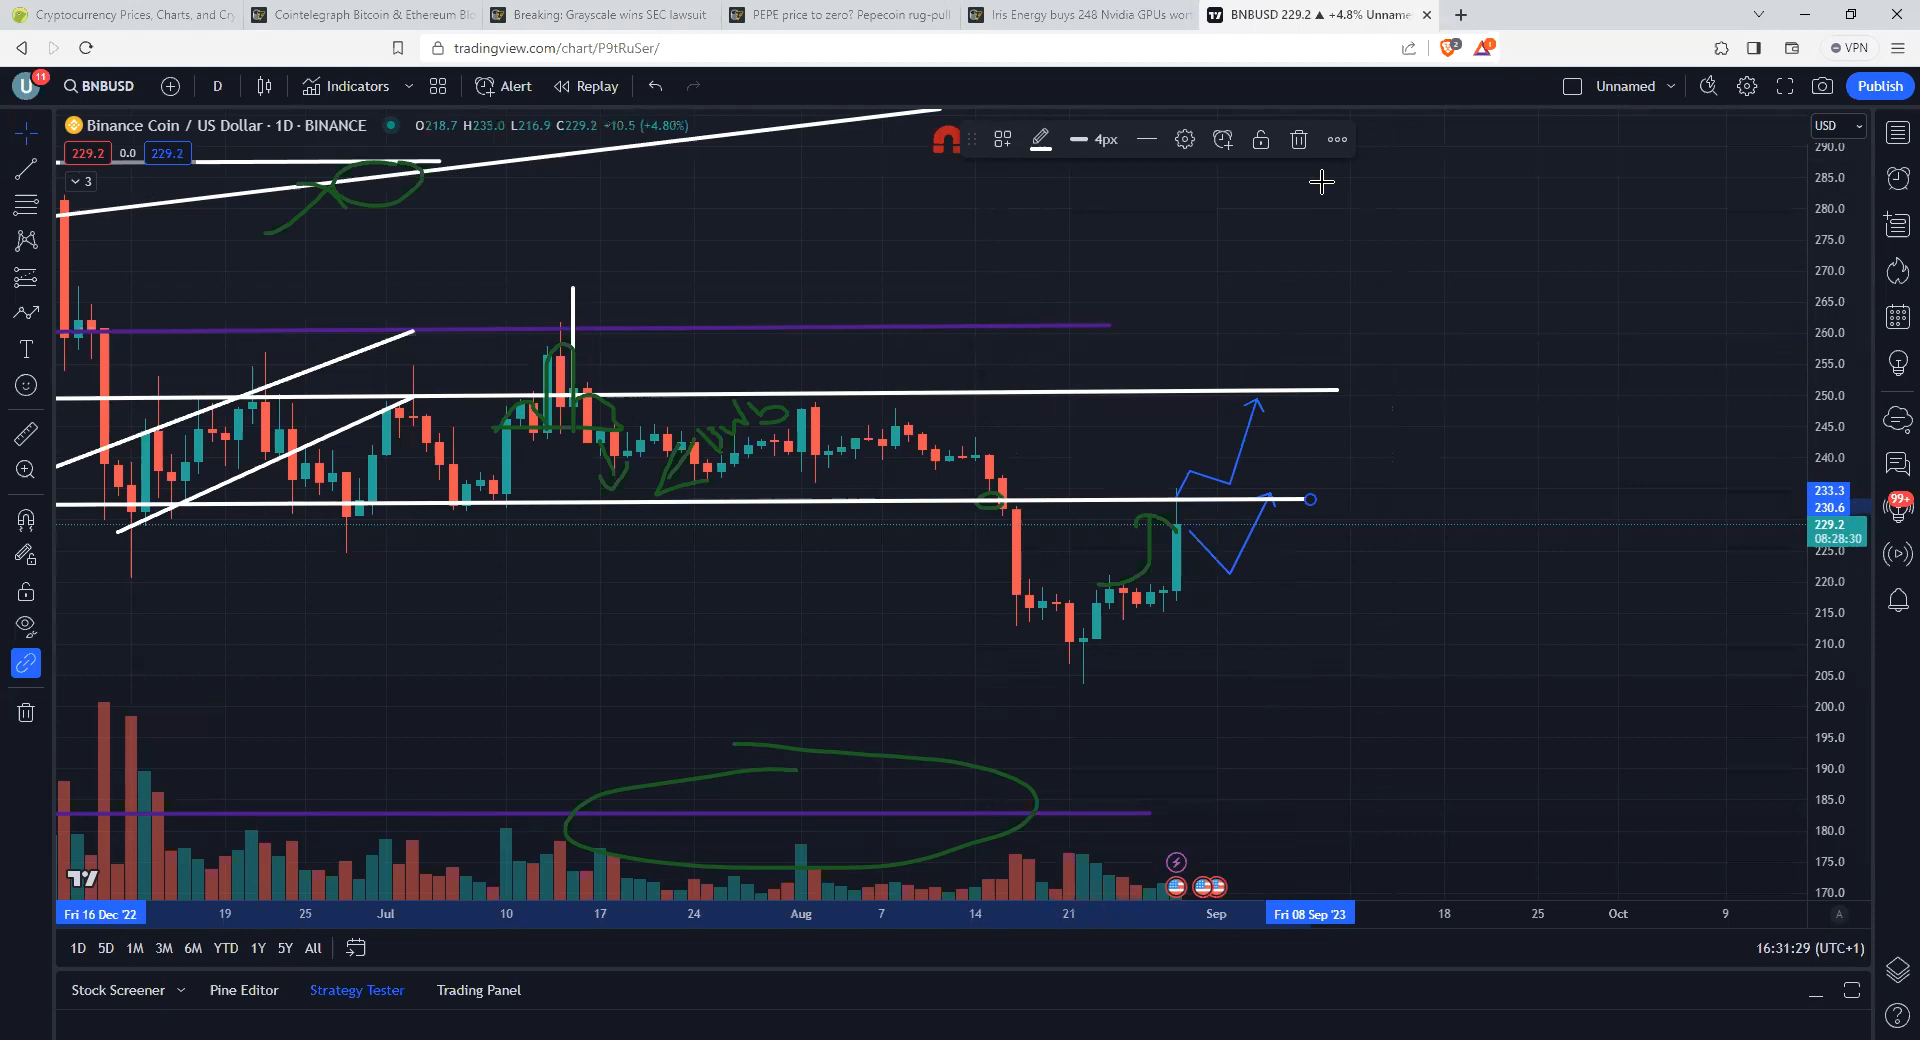 Cryptocurrency Prices, Charts, and Cry
Cointelegraph Bitcoin & Ethereum Blo
Breaking: Grayscale wins SEC lawsuit
PEPE price to zero? Pepecoin rug-pull
Iris Energy buys 248 Nvidia GPUs wort
BNBUSD 229.2 ▲ +4.8% Unname
tradingview.com/chart/P9tRuSer/
2
1
VPN
U
11
BNBUSD
D
Indicators
Alert
Replay
Unnamed
Publish
Binance Coin / US Dollar · 1D · BINANCE
O218.7 H235.0 L216.9 C229.2 +10.5 (+4.80%)
4px
USD
229.2
0.0
229.2
3
290.0
285.0
280.0
275.0
270.0
265.0
260.0
255.0
250.0
245.0
240.0
233.3
230.6
229.2
08:28:30
225.0
220.0
215.0
210.0
205.0
200.0
195.0
190.0
185.0
180.0
175.0
170.0
99+
Fri 16 Dec '22
19
25
Jul
10
17
24
Aug
7
14
21
Sep
Fri 08 Sep '23
18
25
Oct
9
A
1D
5D
1M
3M
6M
YTD
1Y
5Y
All
16:31:29 (UTC+1)
Stock Screener
Pine Editor
Strategy Tester
Trading Panel